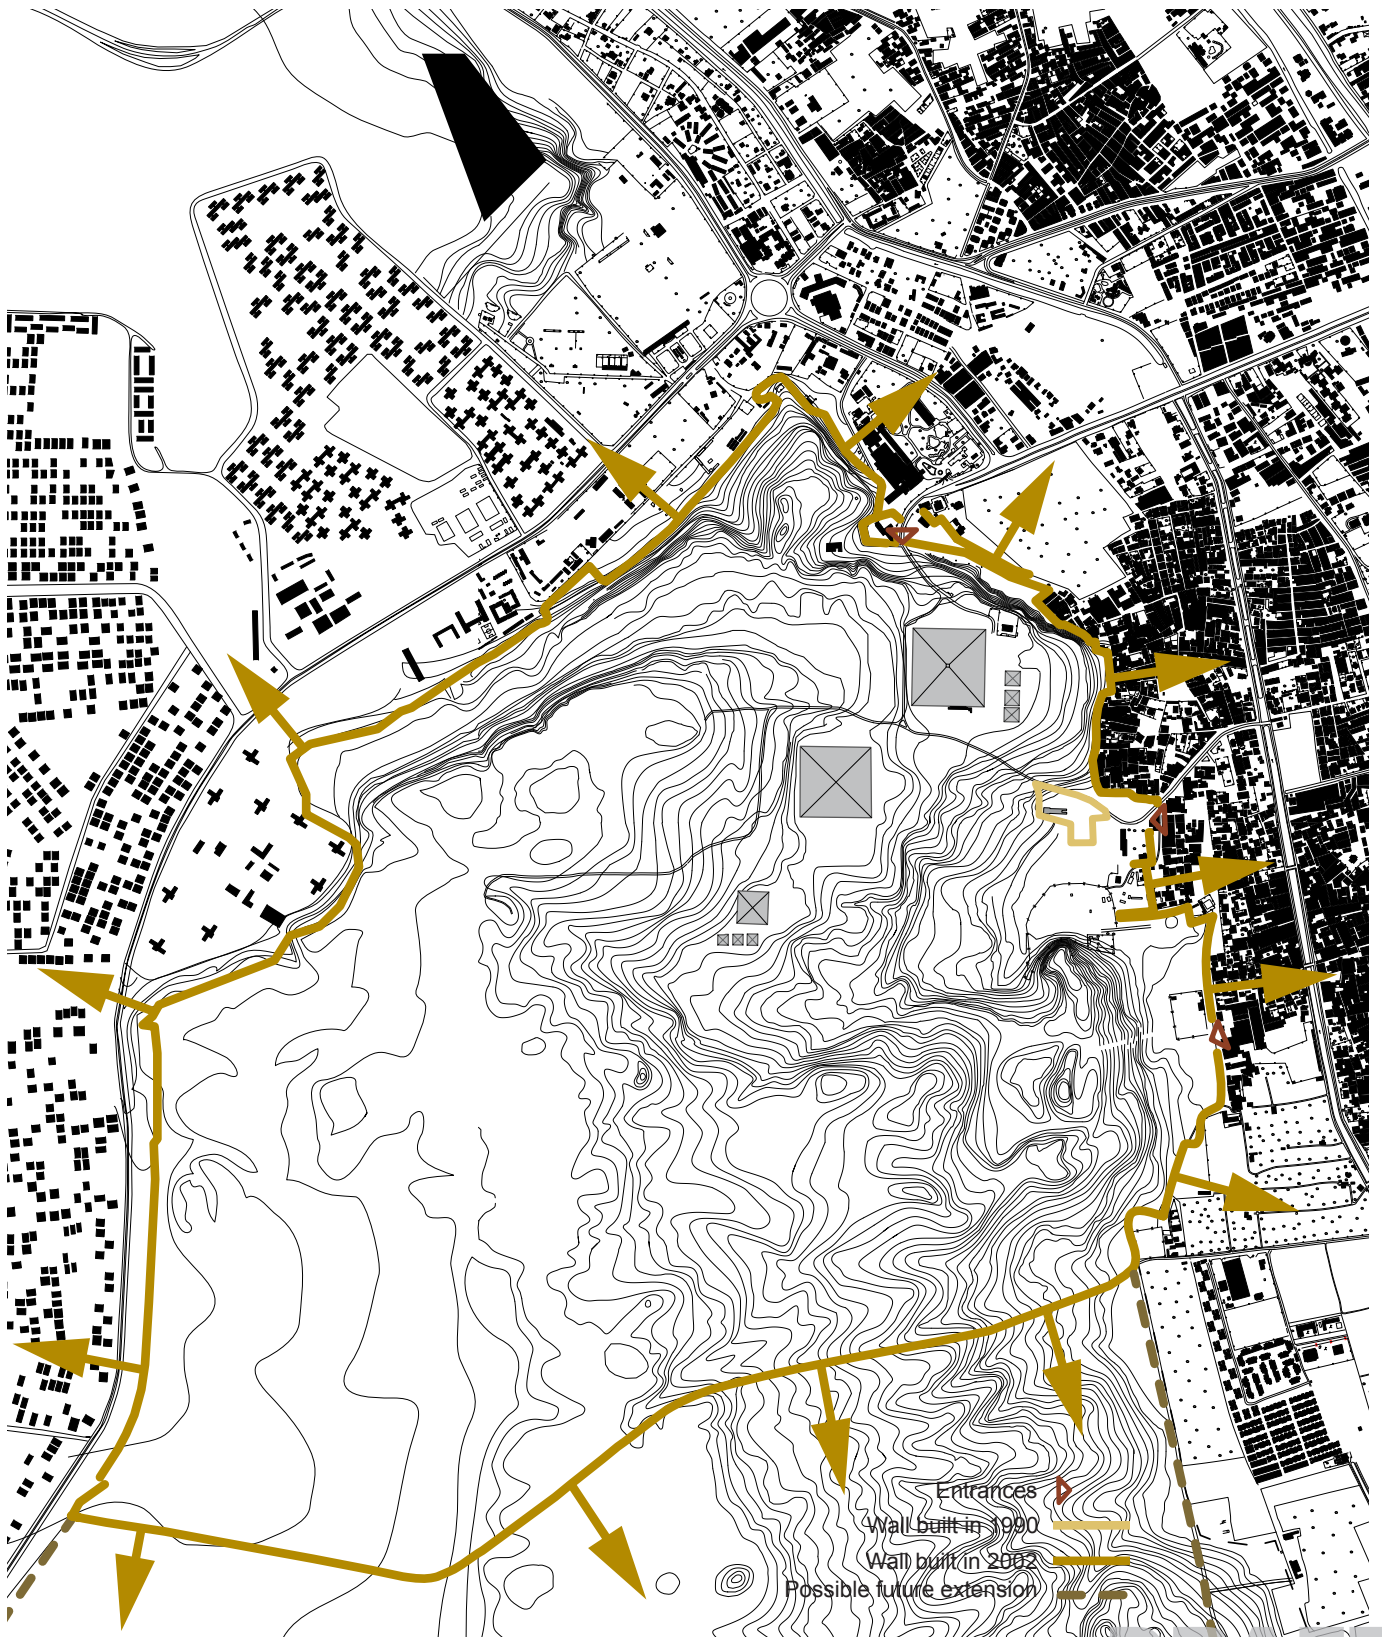 Entrances
Wall built in 1990
Wall built in 2002
Possible future extension